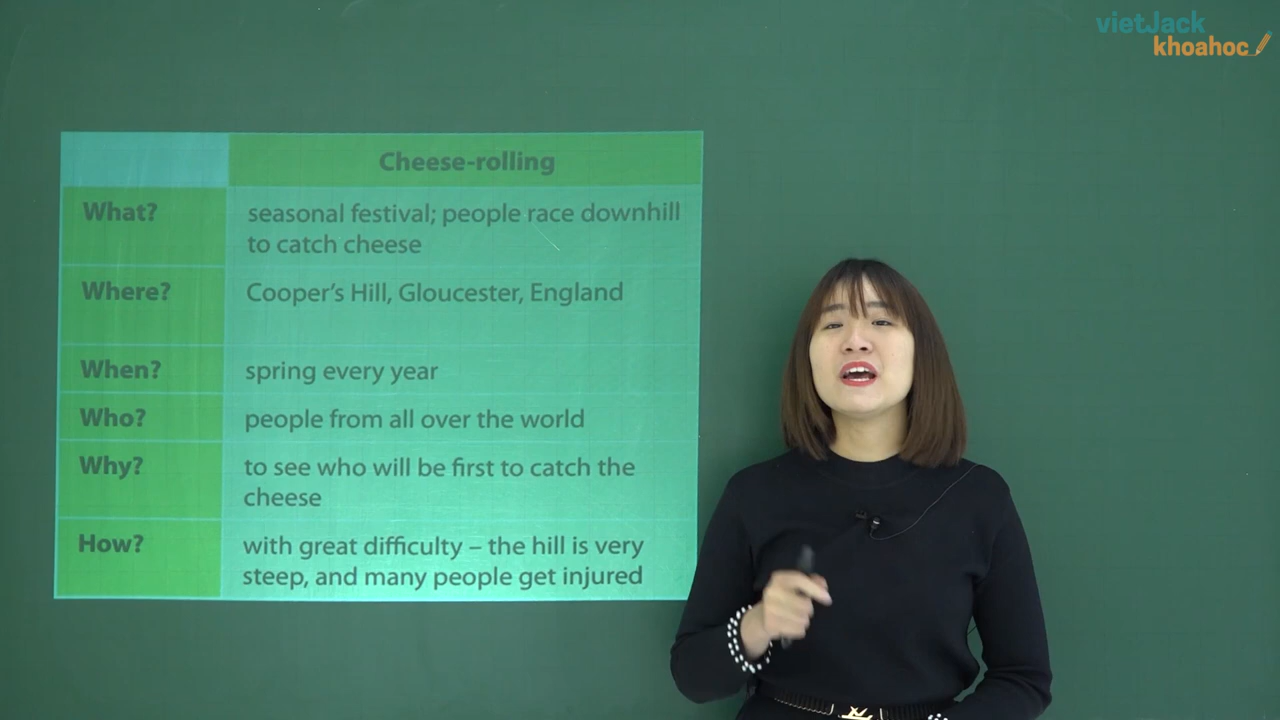 vietJack
khoahoc
Cheese-rolling
What?
seasonal festival; people race downhill
to catch cheese
Where?
Cooper's Hill, Gloucester, England
When?
spring every year
Who?
people from all over the world
Why?
to see who will be first to catch the
cheese
How?
with great difficulty – the hill is very
steep, and many people get injured